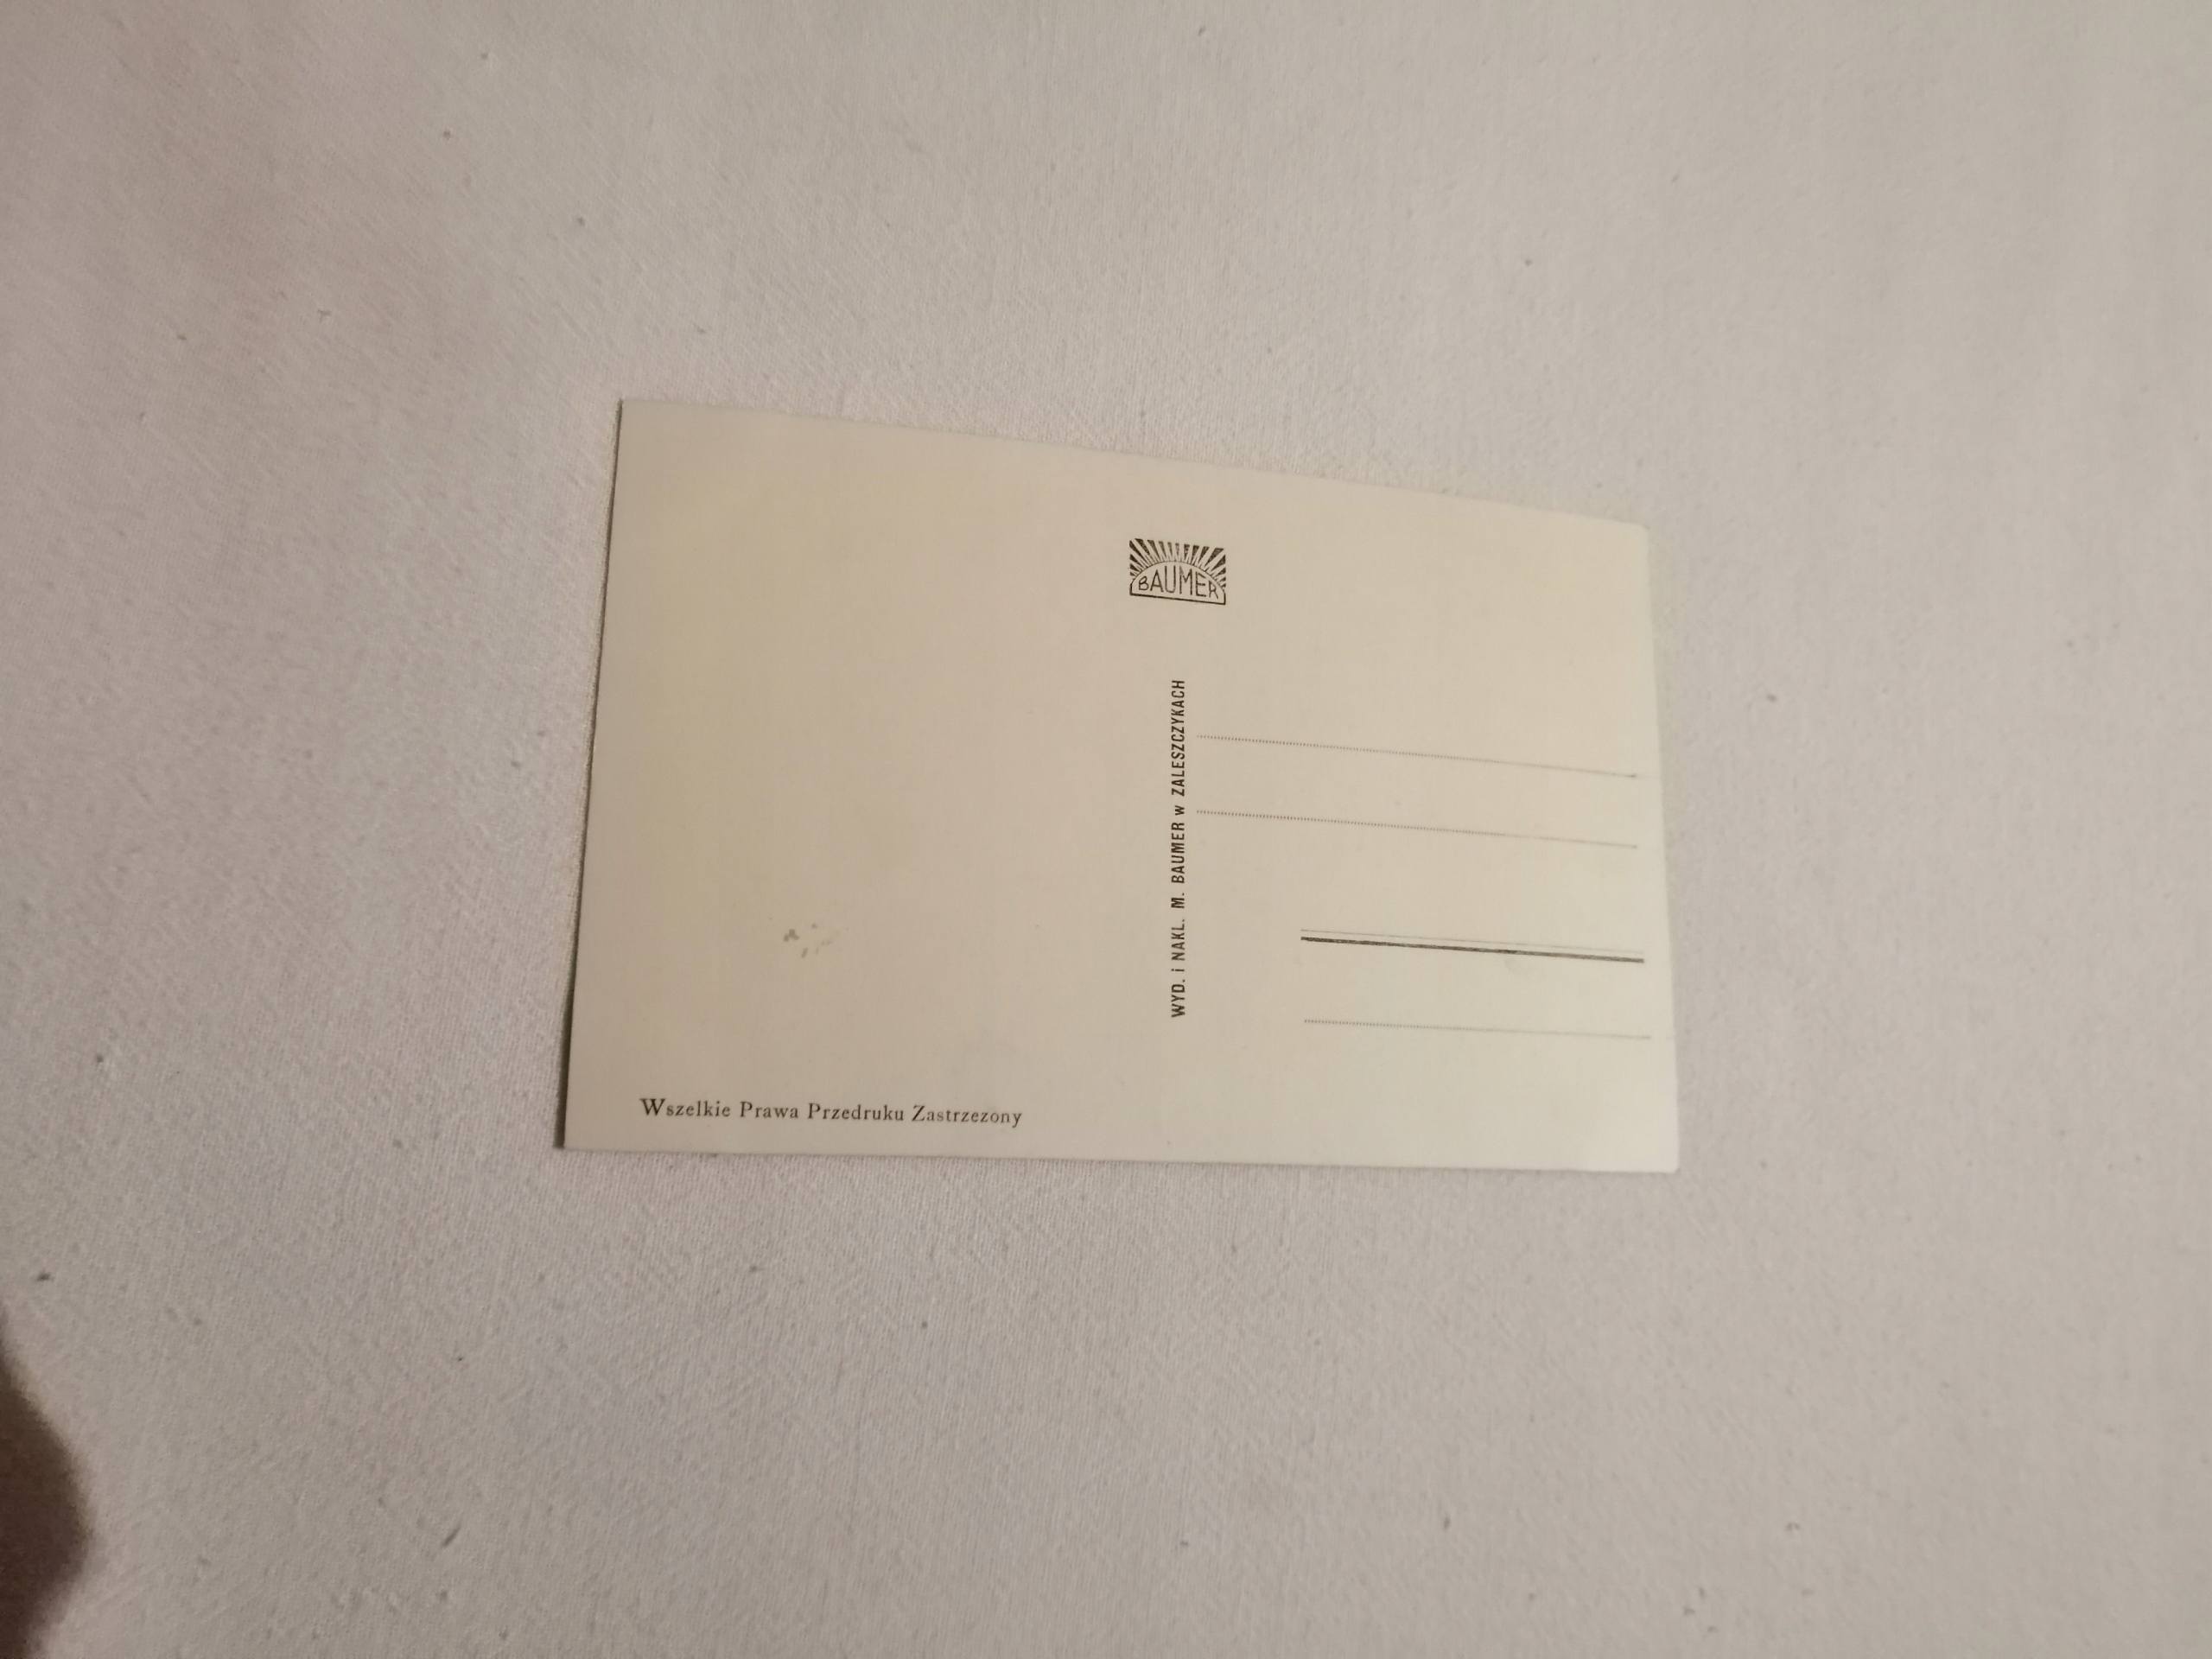 BAUMER
WYD. i NAKL. M. BAUMER w ZALESZCZYKACH
Wszelkie Prawa Przedruku Zastrzezony